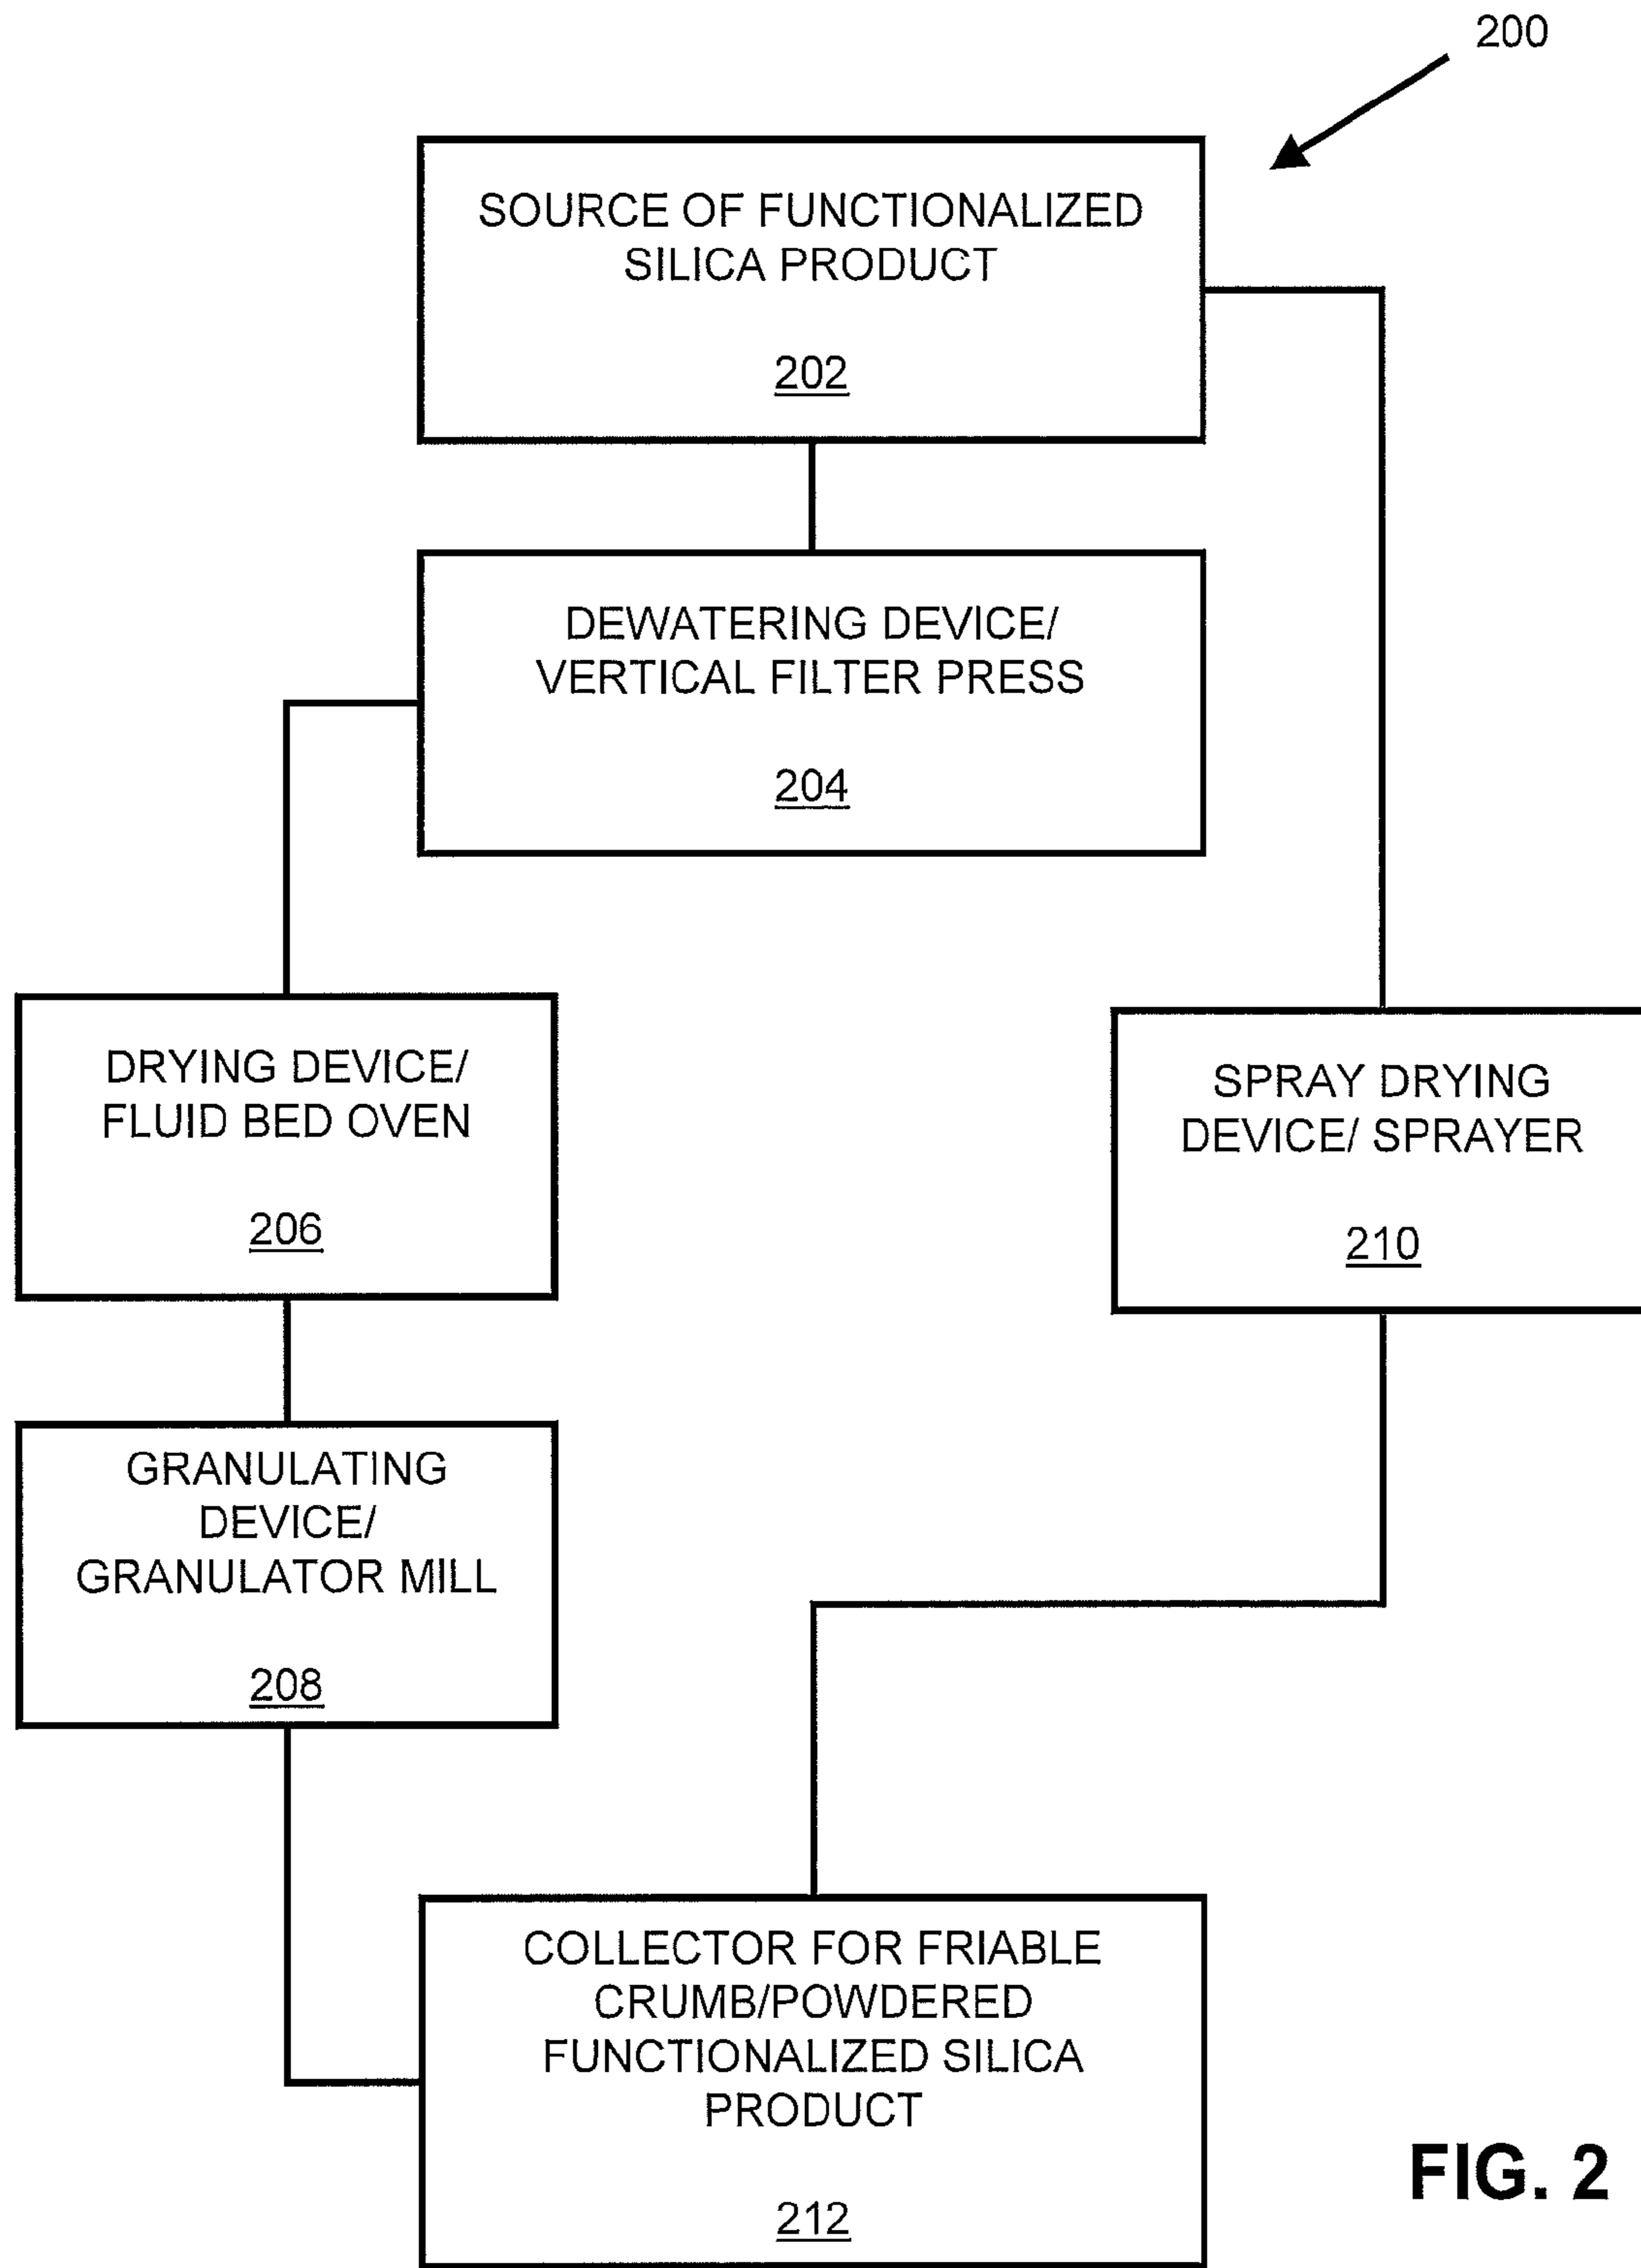 200
SOURCE OF FUNCTIONALIZED
SILICA PRODUCT
202
DEWATERING DEVICE/
VERTICAL FILTER PRESS
204
DRYING DEVICE/
FLUID BED OVEN
206
SPRAY DRYING
DEVICE/ SPRAYER
210
GRANULATING
DEVICE/
GRANULATOR MILL
208
COLLECTOR FOR FRIABLE
CRUMB/POWDERED
FUNCTIONALIZED SILICA
PRODUCT
212
FIG. 2